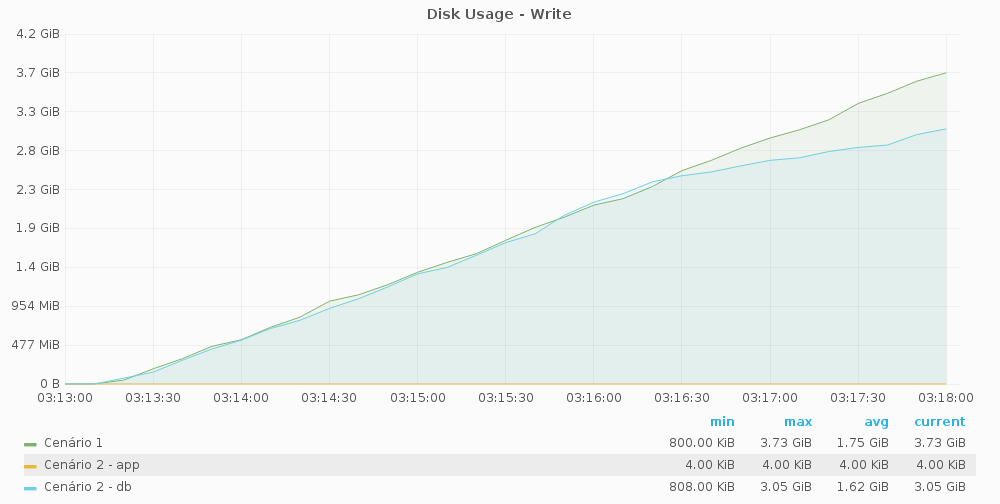 Disk Usage - Write
4.2 GiB
3.7 GiB
3.3 GiB
2.8 GiB
2.3 GiB
1.9 GiB
1.4 GiB
954 MiB
477 MiB
0 B
03:13:00 03:13:30 03:14:00 03:14:30 03:15:00 03:15:30 03:16:00 03:16:30 03:17:00 03:17:30 03:18:00
min max avg current
Cenário 1 800.00 KiB 3.73 GiB 1.75 GiB 3.73 GiB
Cenário 2 - app 4.00 KiB 4.00 KiB 4.00 KiB 4.00 KiB
Cenário 2 - db 808.00 KiB 3.05 GiB 1.62 GiB 3.05 GiB